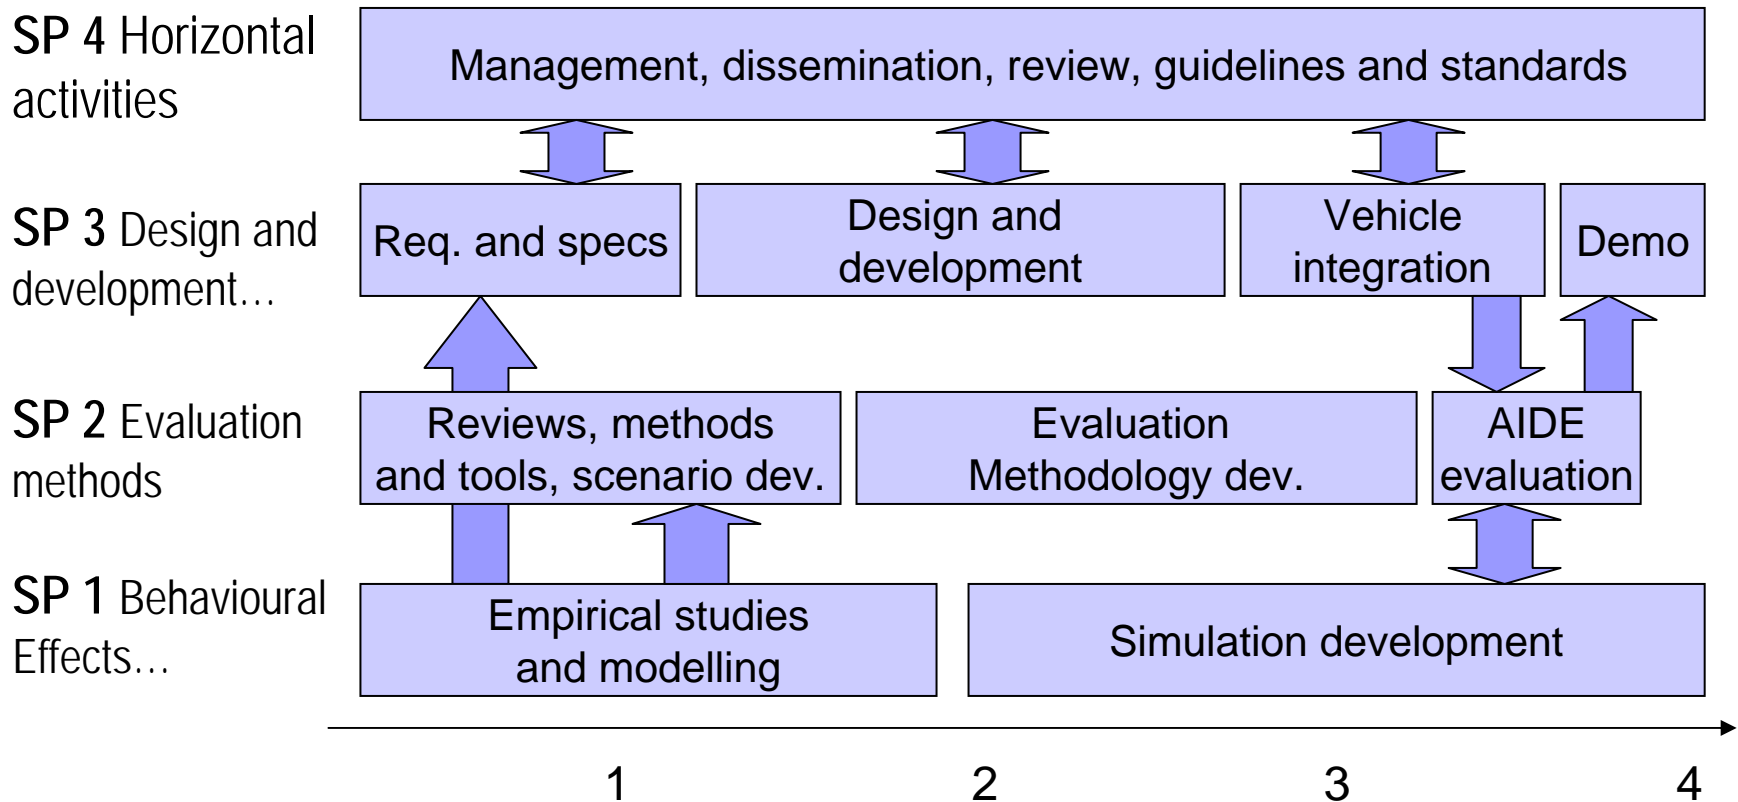 SP 4 Horizontal
activities
Management, dissemination, review, guidelines and standards
SP 3 Design and
development…
Req. and specs
Design and
development
Vehicle
integration
Demo
SP 2 Evaluation
methods
Reviews, methods
and tools, scenario dev.
Evaluation
Methodology dev.
AIDE
evaluation
SP 1 Behavioural
Effects…
Empirical studies
and modelling
Simulation development
1 2 3 4